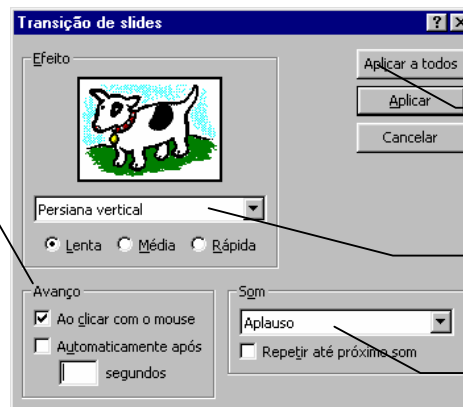 Transição de slides
Efeito
Aplicar a todos
Aplicar
Cancelar
Persiana vertical
Lenta Média Rápida
Avanço
Ao clicar com o mouse
Automaticamente após
segundos
Som
Aplauso
Repetir até próximo som